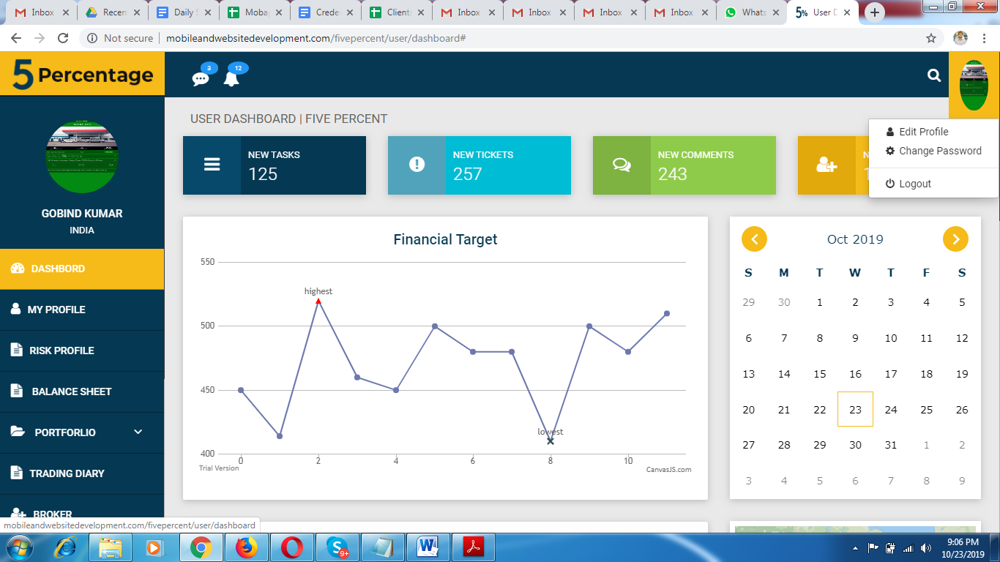 Inbox
Recen
Daily S
Mobap
Crede
Client
Inbox
Inbox
Inbox
Inbox
Whats
5% User D
Not secure | mobileandwebsitedevelopment.com/fivepercent/user/dashboard#
5 Percentage
3
12
USER DASHBOARD | FIVE PERCENT
Edit Profile
Change Password
Logout
NEW TASKS
125
NEW TICKETS
257
NEW COMMENTS
243
GOBIND KUMAR
INDIA
DASHBORD
MY PROFILE
RISK PROFILE
BALANCE SHEET
PORTFORLIO
TRADING DIARY
BROKER
Financial Target
550
500
450
400
highest
lowest
0 2 4 6 8 10
Trial Version
CanvasJS.com
Oct 2019
S M T W T F S
29 30 1 2 3 4 5
6 7 8 9 10 11 12
13 14 15 16 17 18 19
20 21 22 23 24 25 26
27 28 29 30 31 1 2
3 4 5 6 7 8 9
mobileandwebsitedevelopment.com/fivepercent/user/dashboard
9+
9:06 PM
10/23/2019